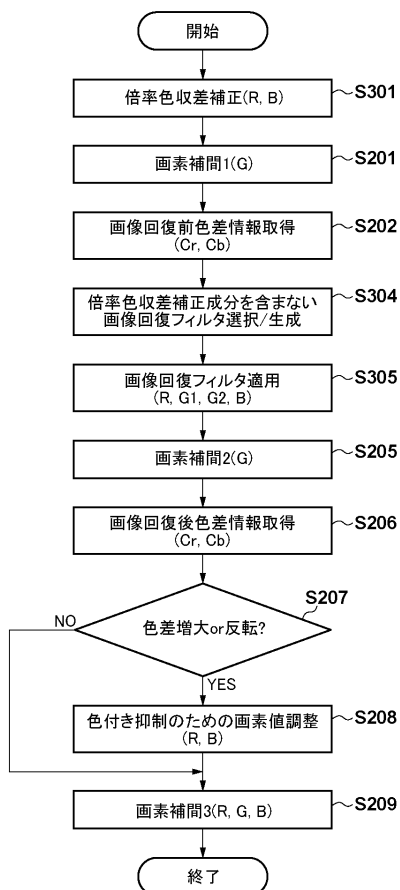 開始
倍率色収差補正(R, B)
S301
画素補間1(G)
S201
画像回復前色差情報取得
(Cr, Cb)
S202
倍率色収差補正成分を含まない
画像回復フィルタ選択/生成
S304
画像回復フィルタ適用
(R, G1, G2, B)
S305
画素補間2(G)
S205
画像回復後色差情報取得
(Cr, Cb)
S206
S207
色差増大or反転?
NO
YES
色付き抑制のための画素値調整
(R, B)
S208
画素補間3(R, G, B)
S209
終了